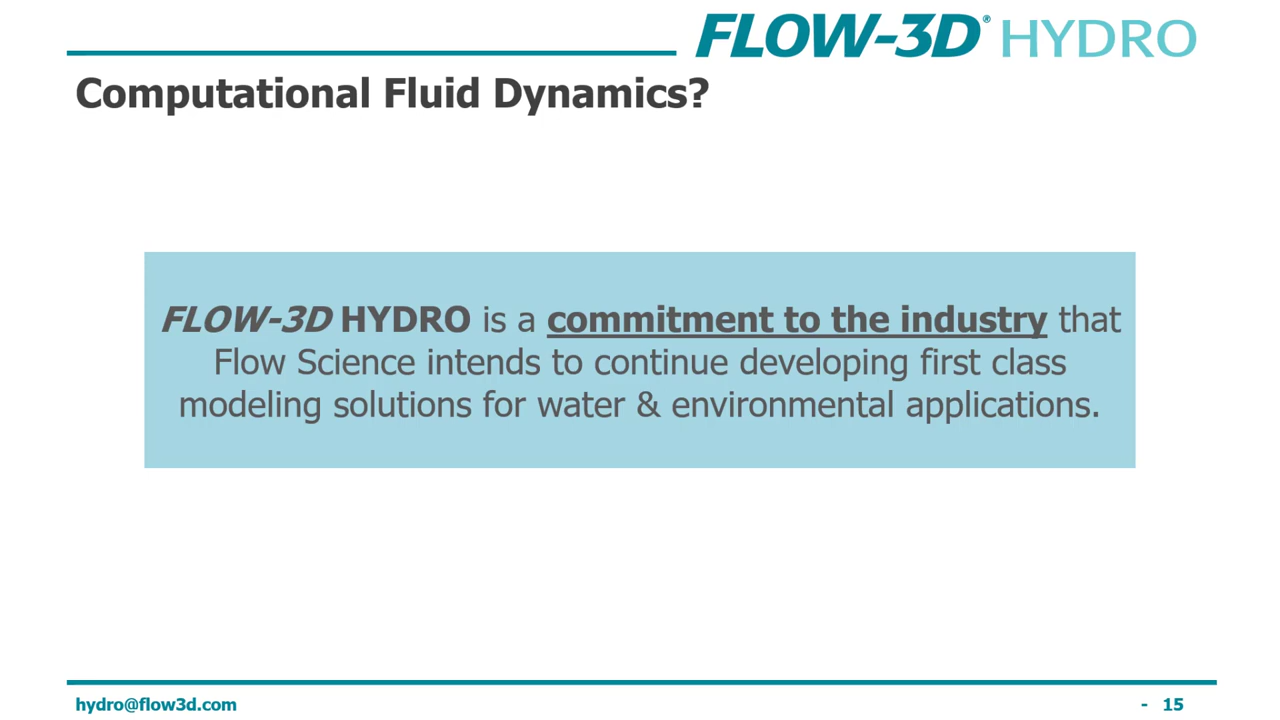 FLOW-3D® HYDRO
Computational Fluid Dynamics?
FLOW-3D HYDRO is a commitment to the industry that
Flow Science intends to continue developing first class
modeling solutions for water & environmental applications.
hydro@flow3d.com
- 15